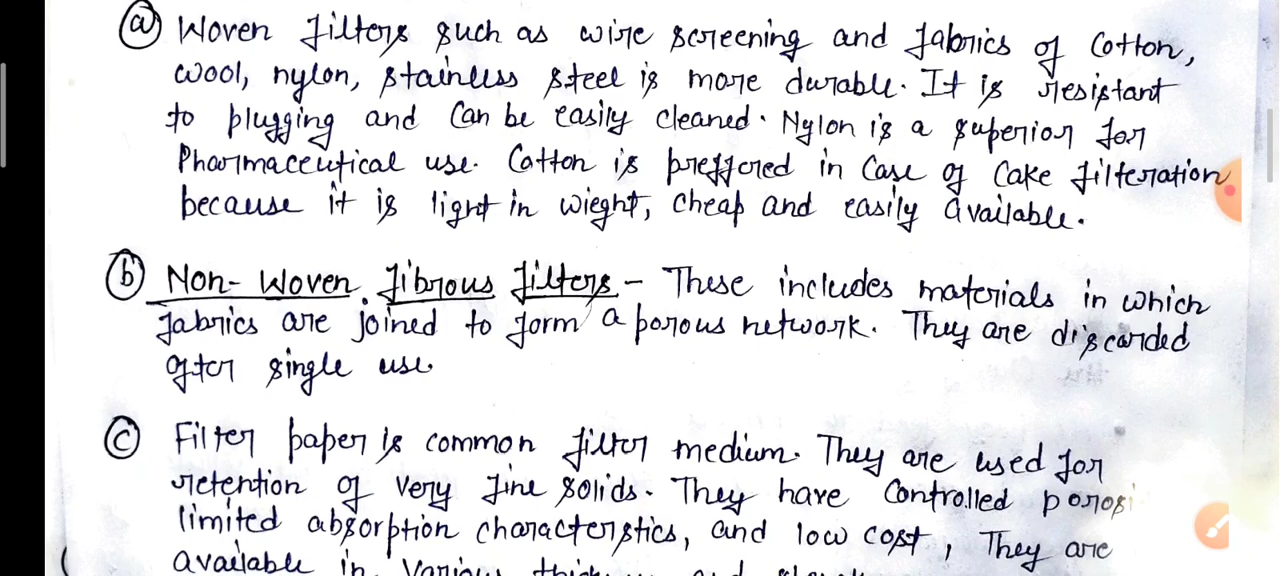 (a) Woven filters such as wire screening and fabrics of Cotton,
wool, nylon, stainless steel is more durable. It is resistant
to plugging and can be easily cleaned. Nylon is a superior for
Pharmaceutical use. Cotton is preffered in Case of Cake filteration
because it is light in wieght, cheap and easily available.
(b) Non-Woven fibrous filters - These includes materials in which
fabrics are joined to form a porous network. They are discarded
after single use.
(c) Filter paper is common filter medium. They are used for
retention of very fine solids. They have controlled
limited absorption characterstics, and low cost, They are
available in various